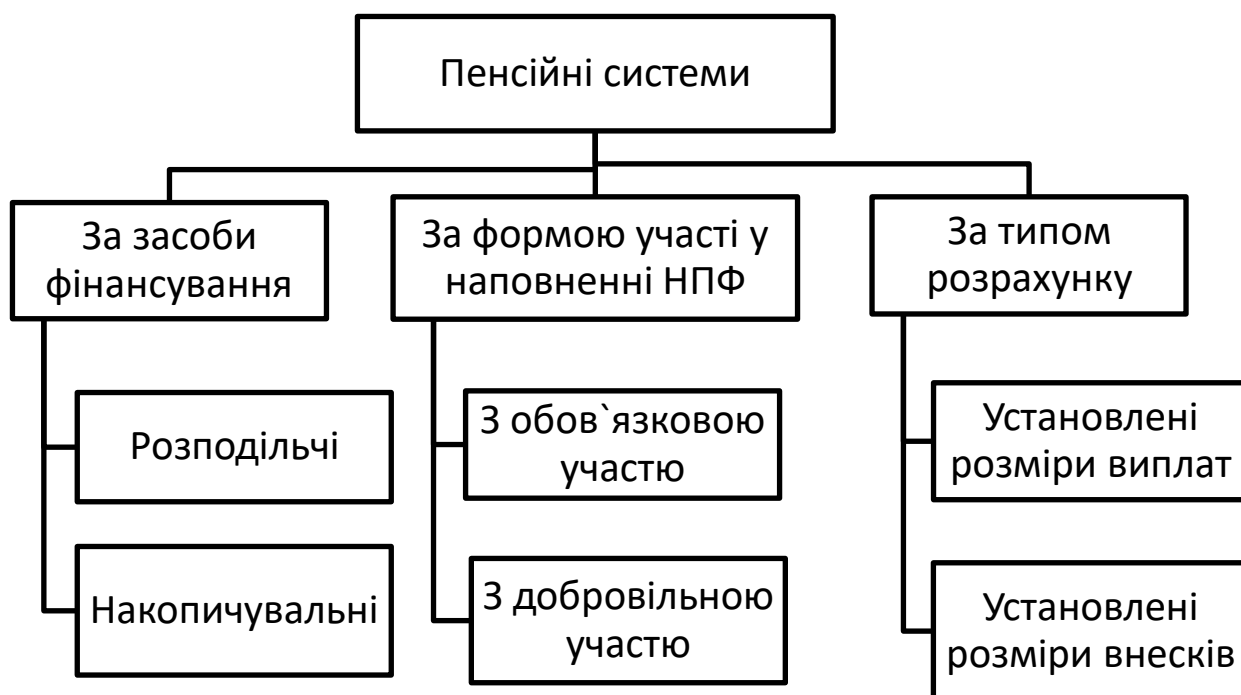 Пенсійні системи
За засоби
фінансування
Розподільчі
Накопичувальні
За формою участі у
наповненні НПФ
З обов`язковою
участю
З добровільною
участю
За типом
розрахунку
Установлені
розміри виплат
Установлені
розміри внесків